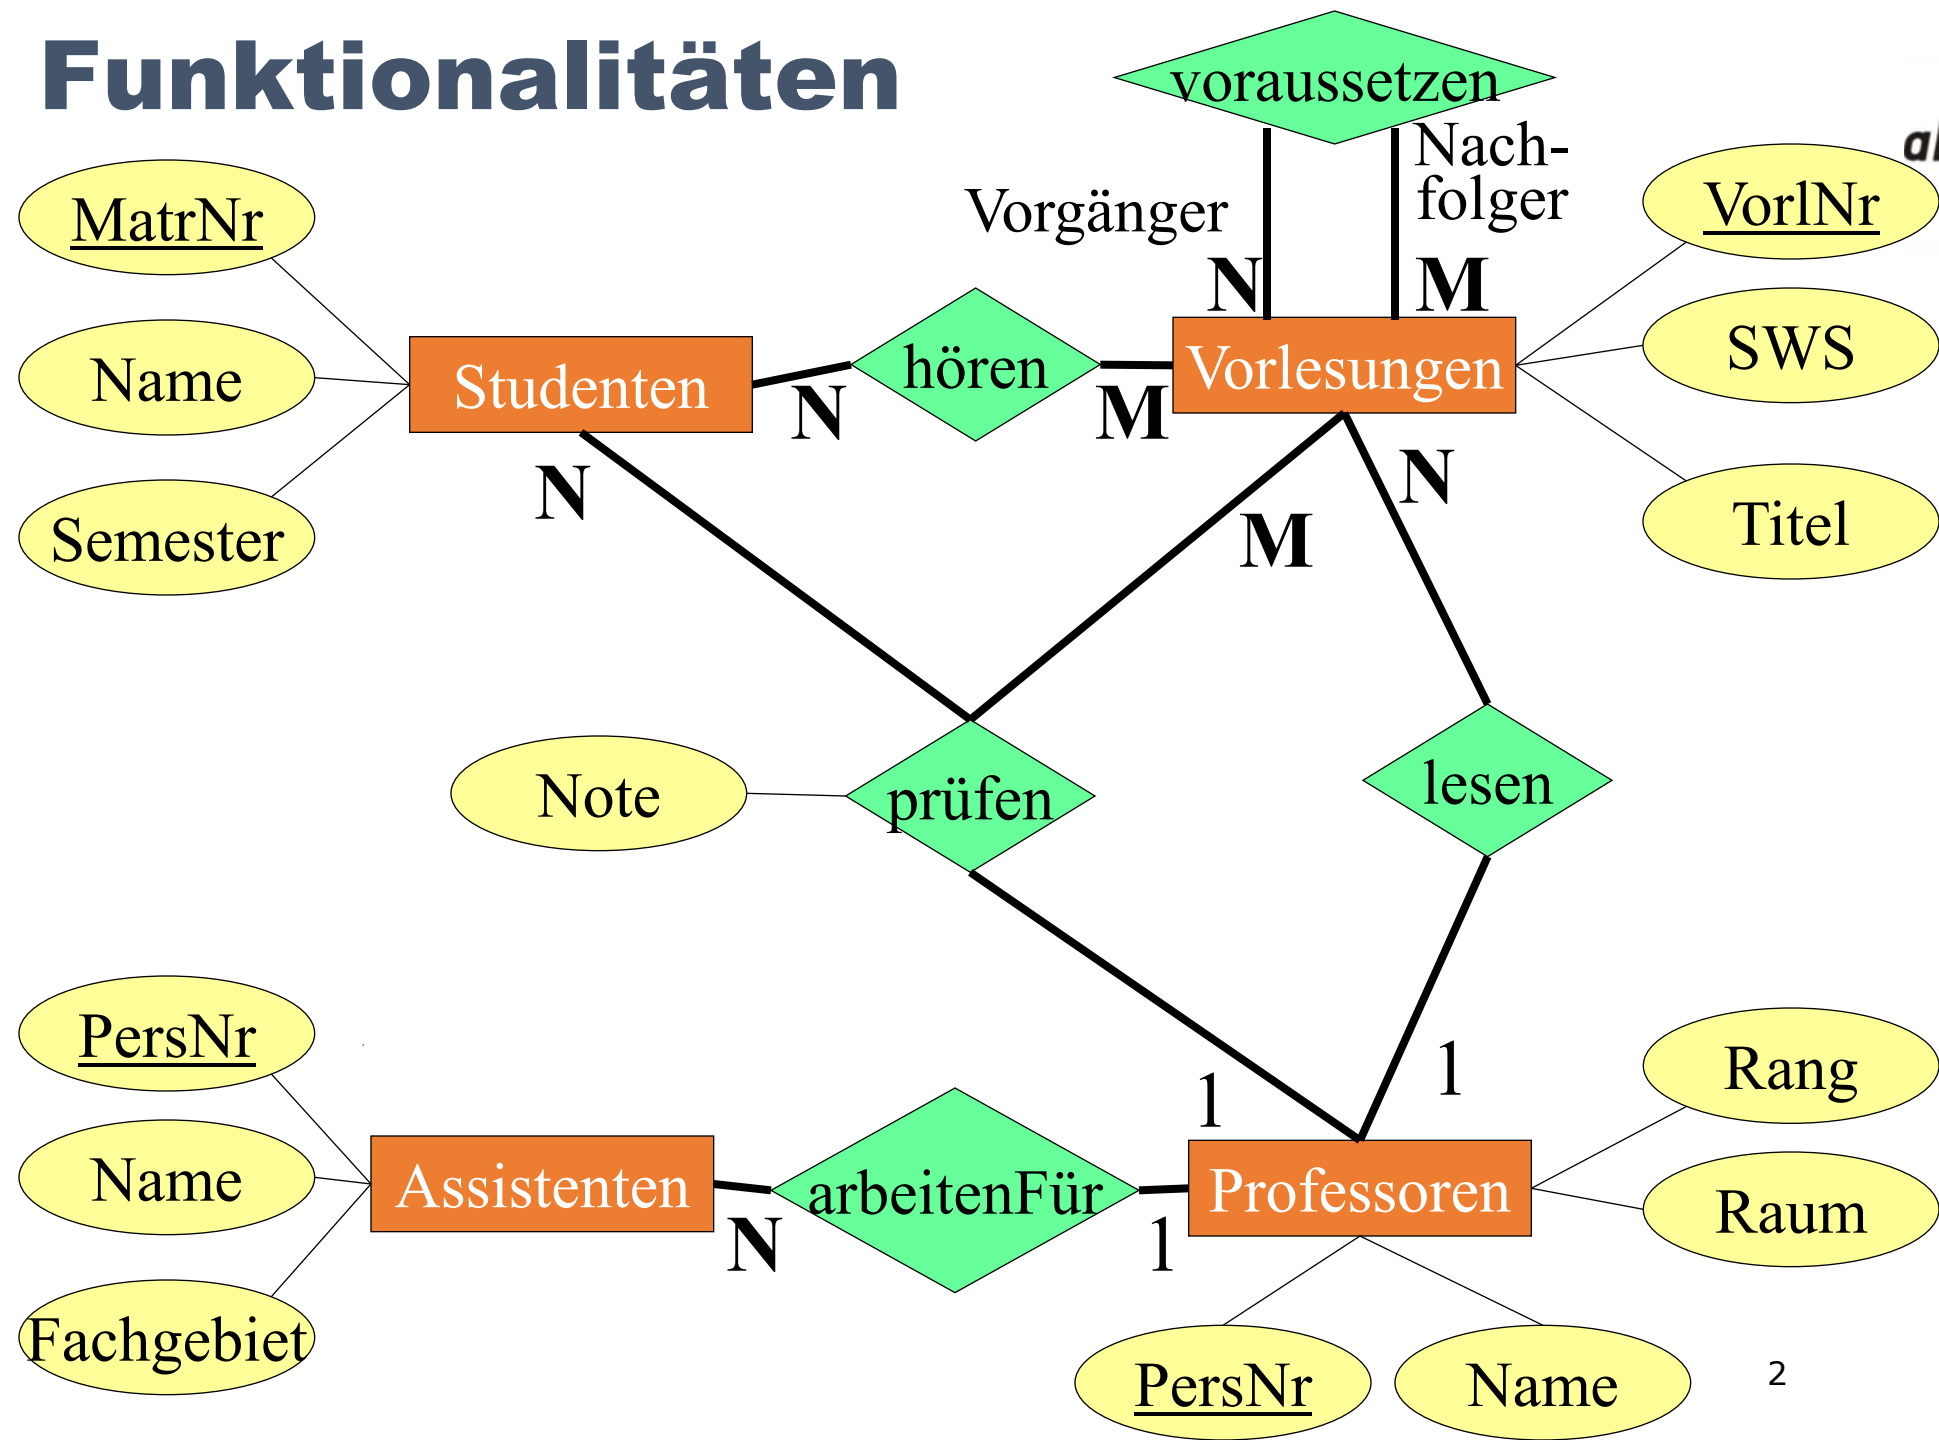 Funktionalitäten
voraussetzen
Nach-
folger
Vorgänger
N
M
MatrNr
Name
Semester
Studenten
N
hören
M
Vorlesungen
VorlNr
SWS
Titel
N
M
N
Note
prüfen
lesen
1
1
PersNr
Name
Fachgebiet
Assistenten
N
arbeitenFür
1
Professoren
Rang
Raum
PersNr
Name
2